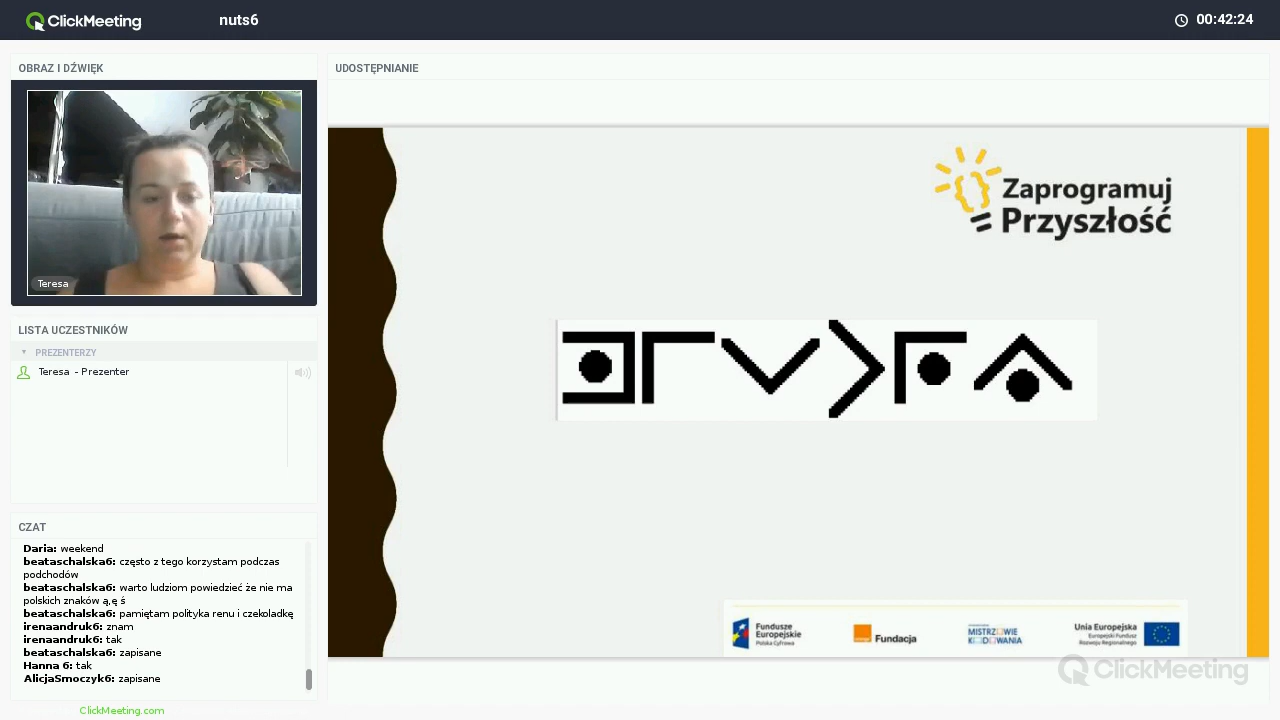 ClickMeeting
nuts6
00:42:24
OBRAZ I DŹWIĘK
Teresa
LISTA UCZESTNIKÓW
PREZENTERZY
Teresa - Prezenter
CZAT
Daria: weekend
beataschalska6: często z tego korzystam podczas
podchodów
beataschalska6: warto ludziom powiedzieć że nie ma
polskich znaków ą,ę ś
beataschalska6: pamiętam polityka renu i czekoladkę
irenaandruk6: znam
irenaandruk6: tak
beataschalska6: zapisane
Hanna 6: tak
AlicjaSmoczyk6: zapisane
ClickMeeting.com
UDOSTĘPNIANIE
Zaprogramuj
Przyszłość
Fundusze
Europejskie
Polska Cyfrowa
Fundacja
MISTRZOWIE
KODOWANIA
Unia Europejska
Europejski Fundusz
Rozwoju Regionalnego
ClickMeeting